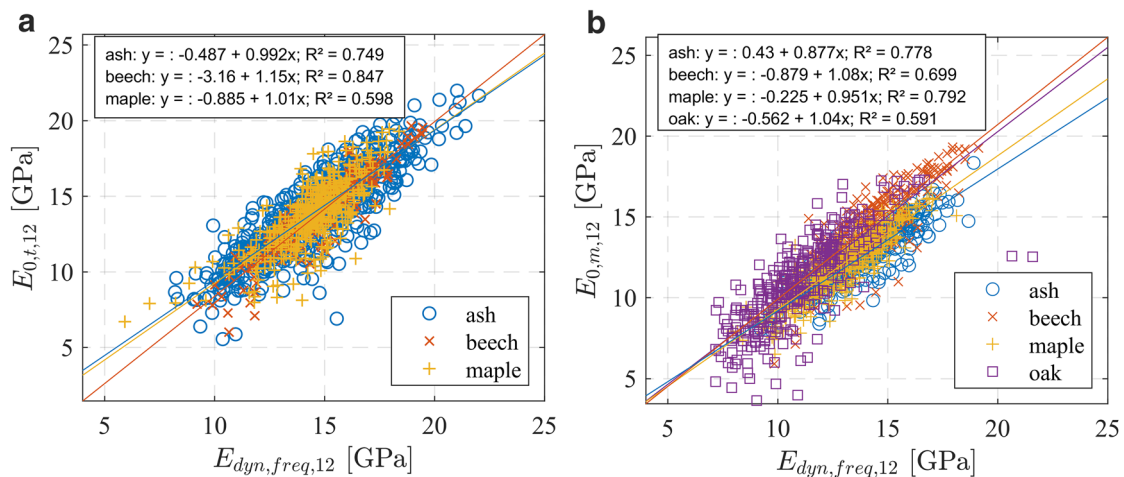 a
ash: y = : -0.487 + 0.992x; R² = 0.749
beech: y = : -3.16 + 1.15x; R² = 0.847
maple: y = : -0.885 + 1.01x; R² = 0.598
25
20
15
10
5
E0,t,12 [GPa]
ash
beech
maple
5 10 15 20 25
Edyn,freq,12 [GPa]
b
ash: y = : 0.43 + 0.877x; R² = 0.778
beech: y = : -0.879 + 1.08x; R² = 0.699
maple: y = : -0.225 + 0.951x; R² = 0.792
oak: y = : -0.562 + 1.04x; R² = 0.591
25
20
15
10
5
E0,m,12 [GPa]
ash
beech
maple
oak
5 10 15 20 25
Edyn,freq,12 [GPa]